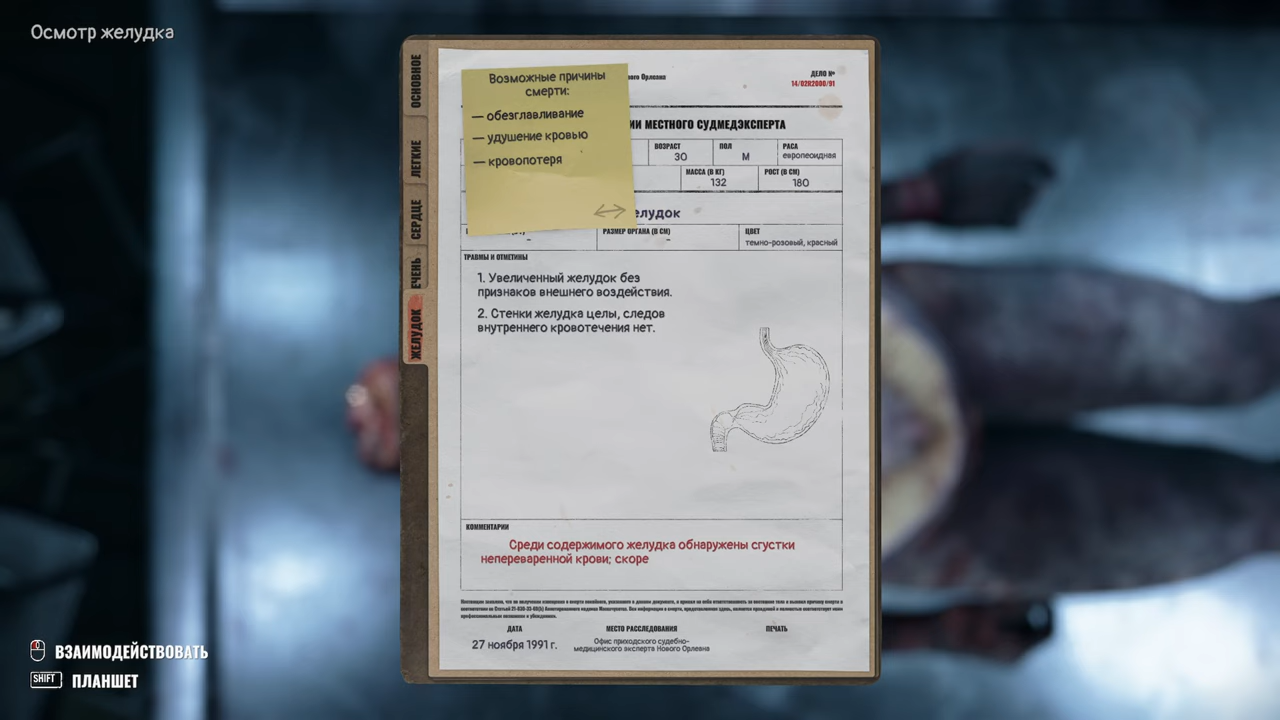 Осмотр желудка
ОСНОВНОЕ
ЛЕГКИЕ
СЕРДЦЕ
ЕЧЕНЬ
ЖЕЛУДОК
Возможные причины
смерти:
— обезглавливание
— удушение кровью
— кровопотеря
ового Орлеана
ДЕЛО №
14/02R2000/91
ИИ МЕСТНОГО СУДМЕДЭКСПЕРТА
ВОЗРАСТ
30
ПОЛ
М
РАСА
европеоидная
МАССА (В КГ)
132
РОСТ (В СМ)
180
елудок
РАЗМЕР ОРГАНА (В СМ)
–
ЦВЕТ
темно-розовый, красный
ТРАВМЫ И ОТМЕТИНЫ
1. Увеличенный желудок без
признаков внешнего воздействия.
2. Стенки желудка целы, следов
внутреннего кровотечения нет.
КОММЕНТАРИИ
Среди содержимого желудка обнаружены сгустки
непереваренной крови; скоре
ДАТА
27 ноября 1991 г.
МЕСТО РАССЛЕДОВАНИЯ
Офис приходского судебно-
медицинского эксперта Нового Орлеана
ПЕЧАТЬ
ВЗАИМОДЕЙСТВОВАТЬ
SHIFT ПЛАНШЕТ